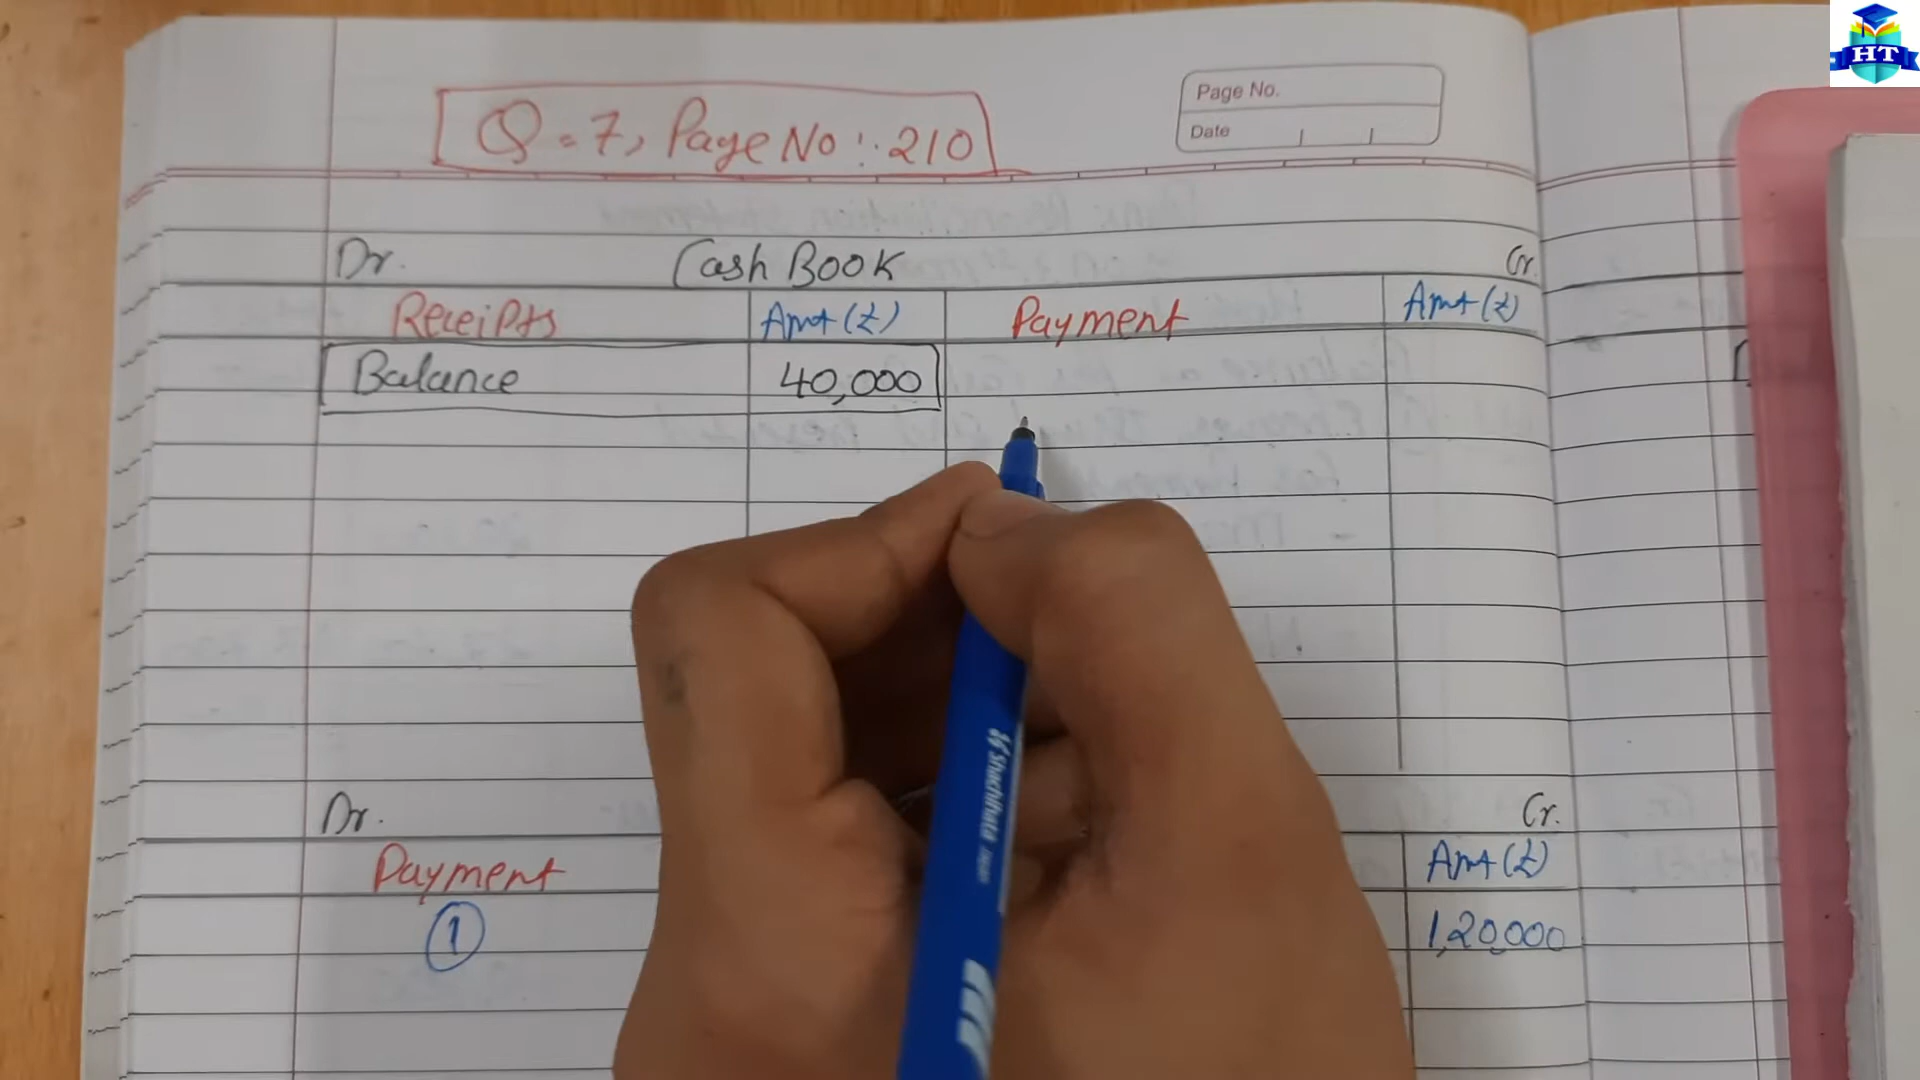 HT
Page No.
Q=7, Page No:-210
Date
Dr. Cash BOOK Cr.
Receipts Amt (₹) Payment Amt (₹)
Balance 40,000
Dr. Cr.
Payment Amt (₹)
1 1,20,000
Shachihata